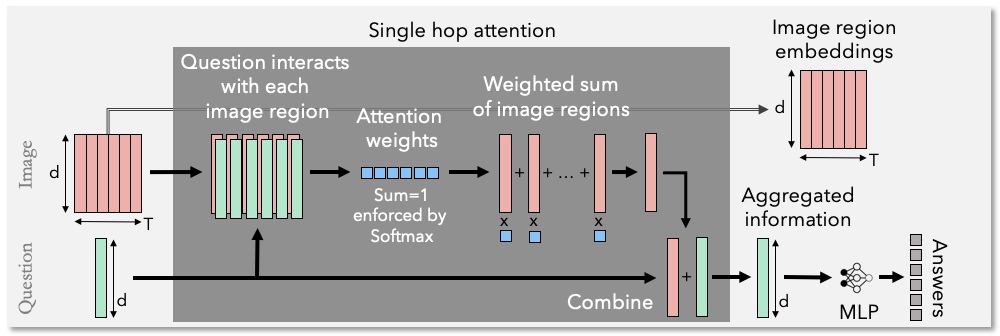 Single hop attention
Image region
embeddings
Question interacts
with each
image region
Weighted sum
of image regions
Attention
weights
d
T
Image
d
T
+
+
...
+
Sum=1
enforced by
Softmax
x
x
x
Aggregated
information
Question
d
Combine
+
d
MLP
Answers